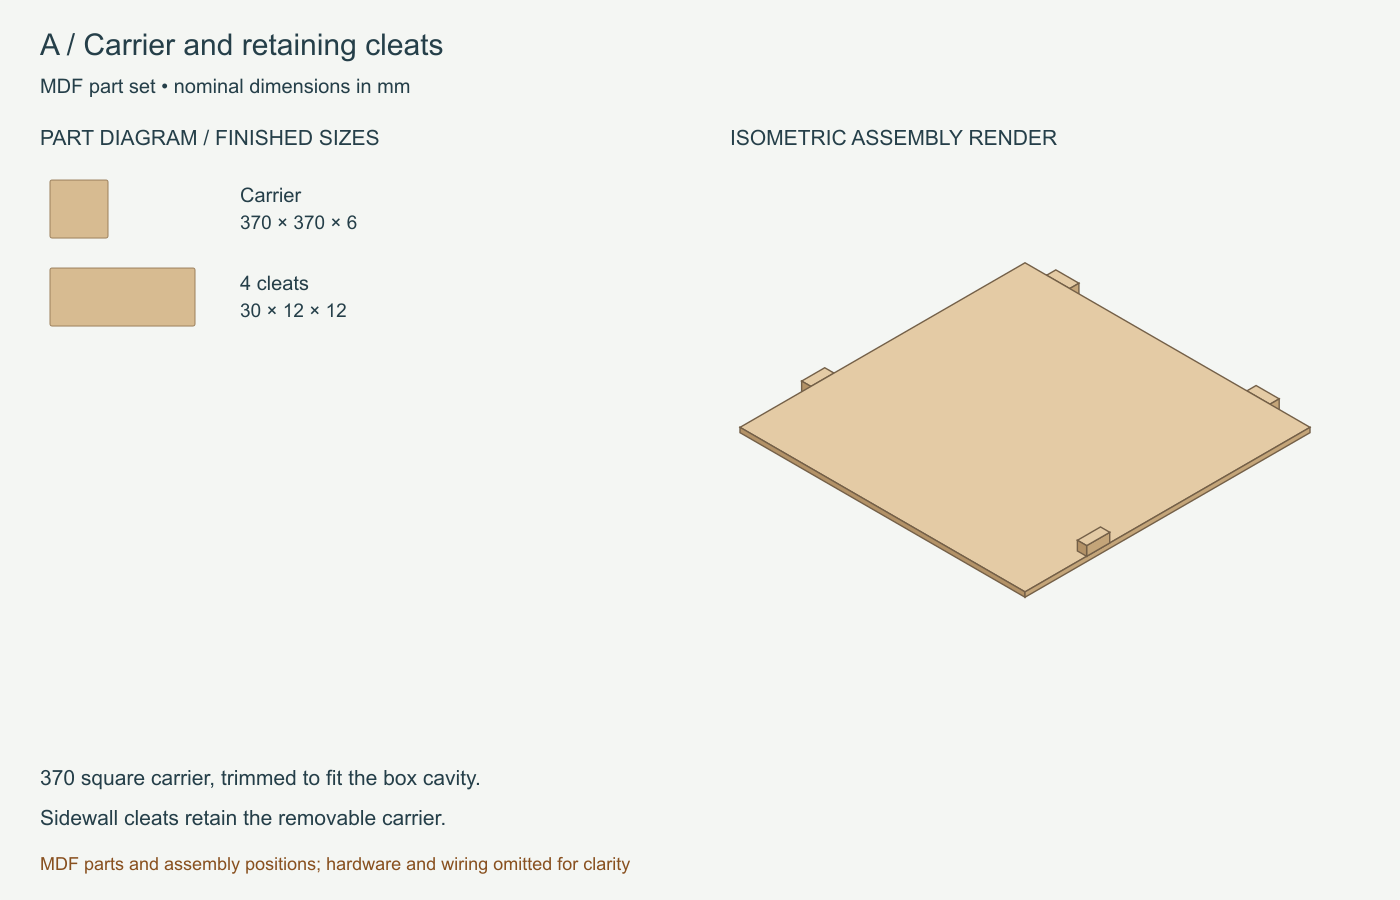 A / Carrier and retaining cleats
MDF part set • nominal dimensions in mm
PART DIAGRAM / FINISHED SIZES
Carrier
370 × 370 × 6
4 cleats
30 × 12 × 12
ISOMETRIC ASSEMBLY RENDER
370 square carrier, trimmed to fit the box cavity.
Sidewall cleats retain the removable carrier.
MDF parts and assembly positions; hardware and wiring omitted for clarity